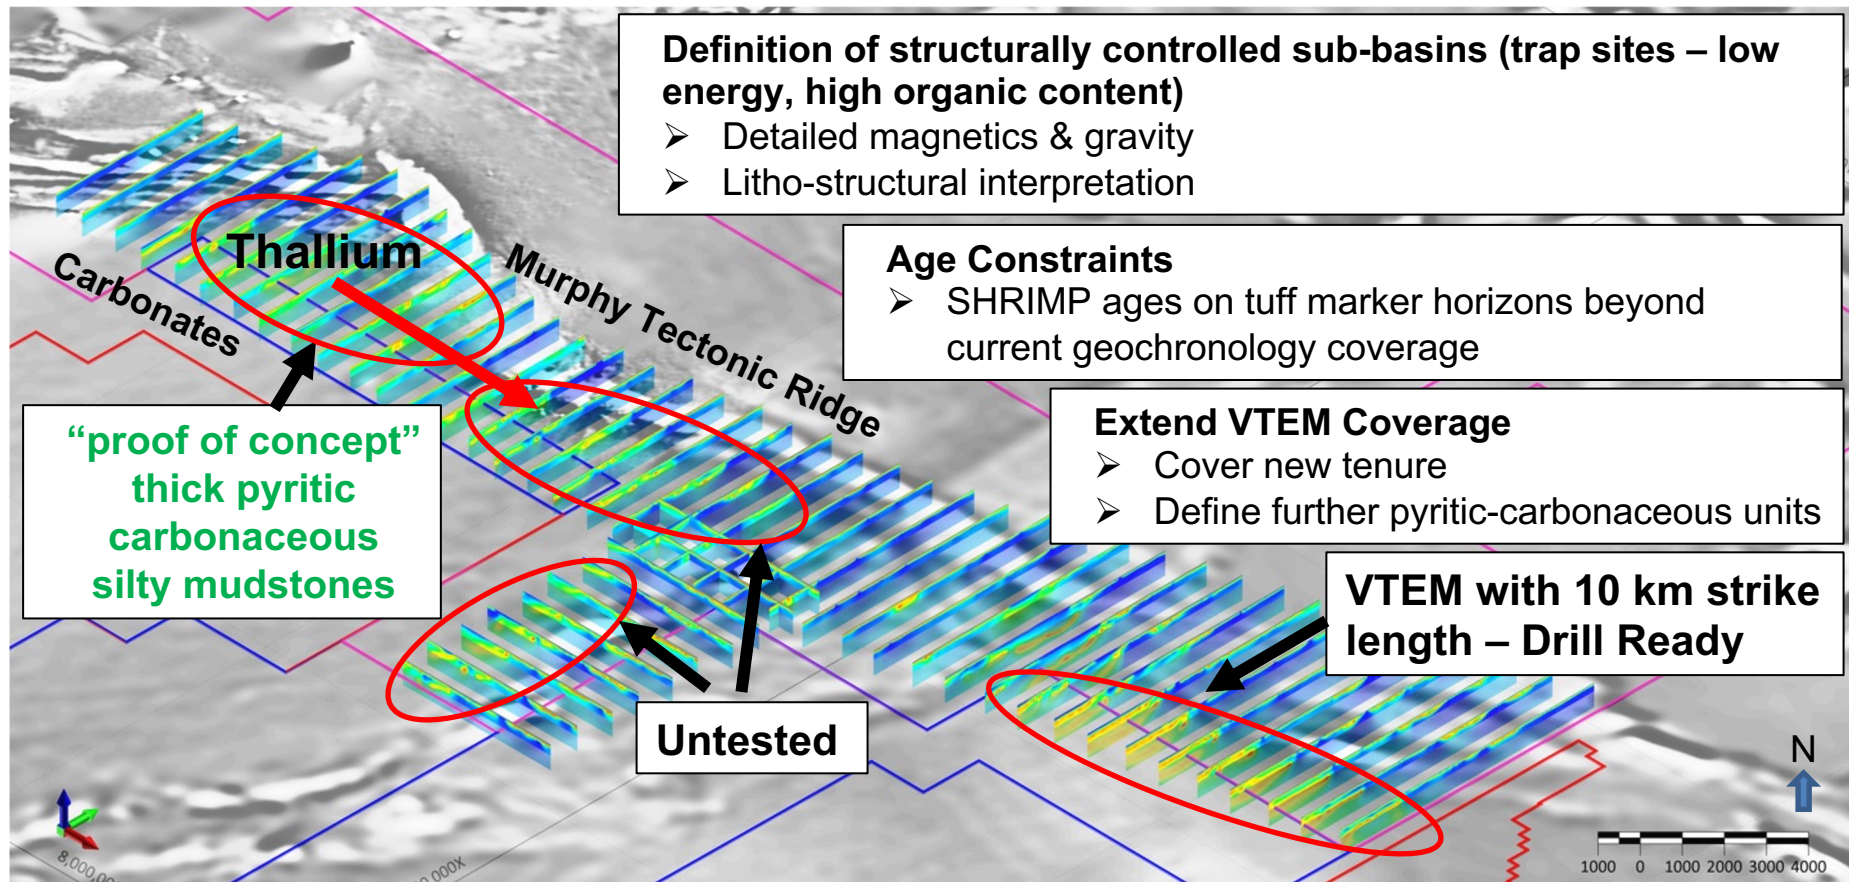 Definition of structurally controlled sub-basins (trap sites – low
energy, high organic content)
➢ Detailed magnetics & gravity
➢ Litho-structural interpretation
Age Constraints
➢ SHRIMP ages on tuff marker horizons beyond
current geochronology coverage
Extend VTEM Coverage
➢ Cover new tenure
➢ Define further pyritic-carbonaceous units
VTEM with 10 km strike
length – Drill Ready
Thallium
Carbonates
Murphy Tectonic Ridge
“proof of concept”
thick pyritic
carbonaceous
silty mudstones
Untested
N
1000 0 1000 2000 3000 4000